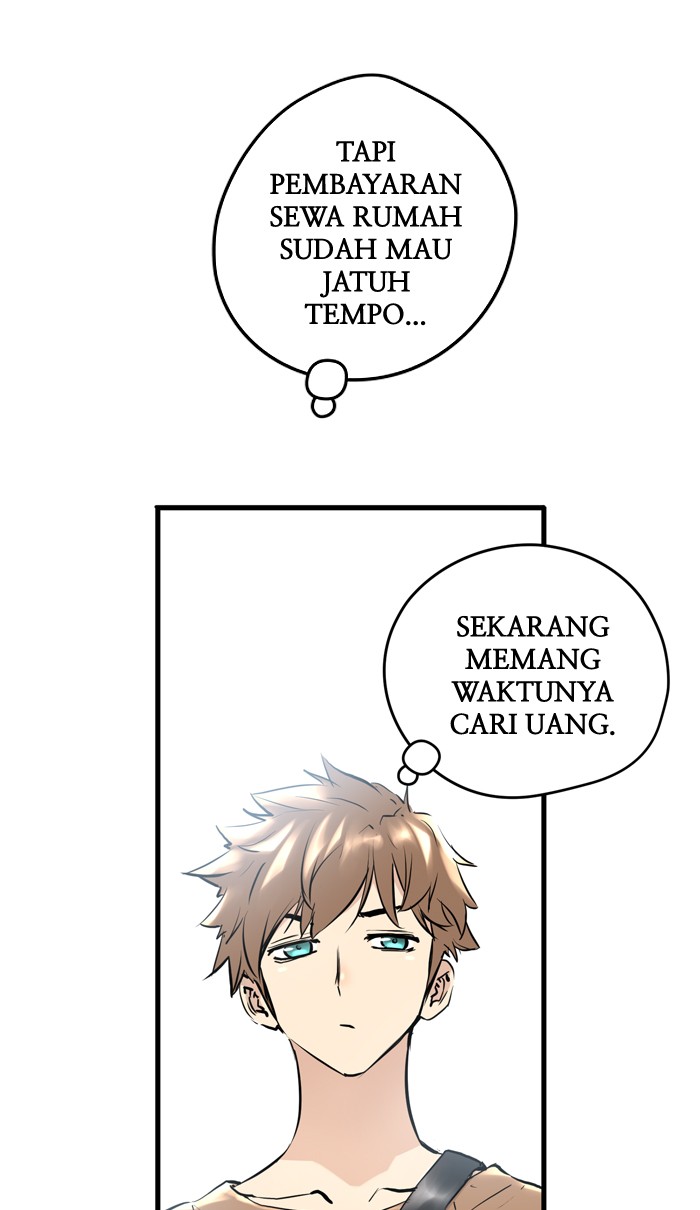 TAPI
PEMBAYARAN
SEWA RUMAH
SUDAH MAU
JATUH
TEMPO...
SEKARANG
MEMANG
WAKTUNYA
CARI UANG.